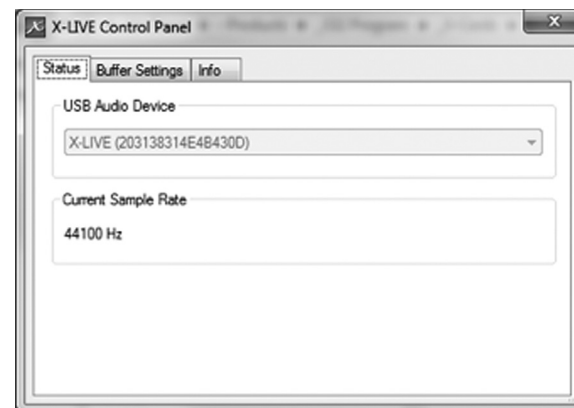 X-LIVE Control Panel
Status Buffer Settings Info
USB Audio Device
X-LIVE (203138314E4B430D)
Current Sample Rate
44100 Hz